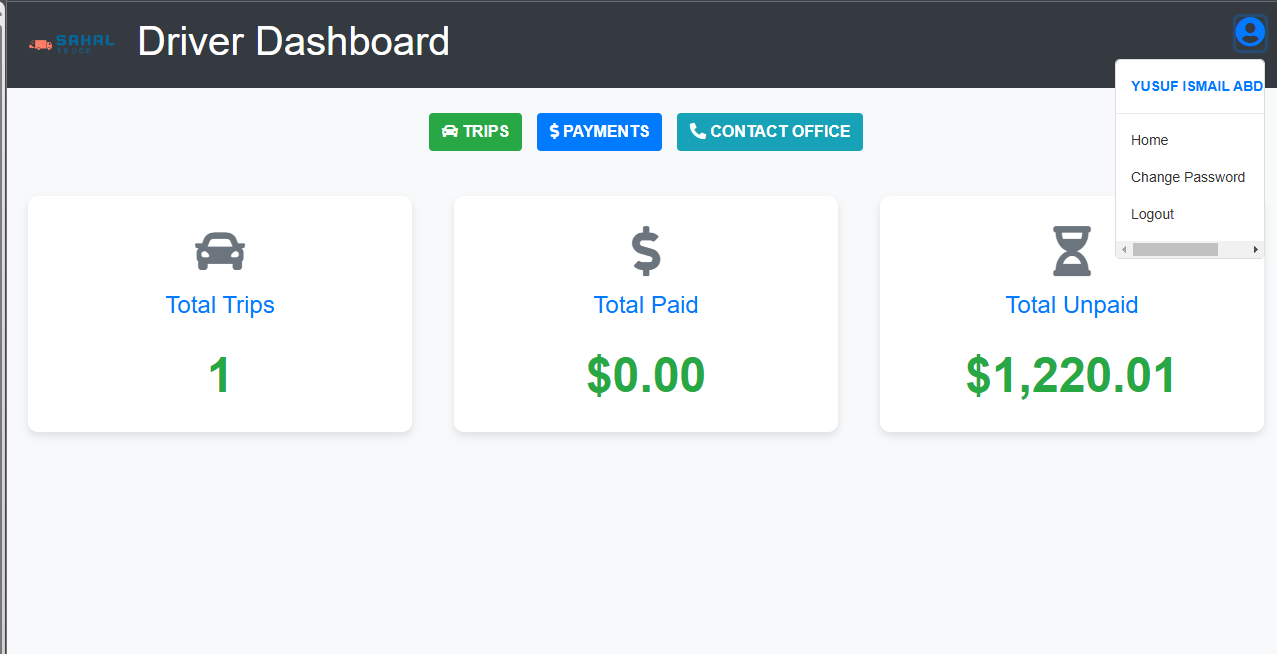 SAHAL
TRUCK
Driver Dashboard
YUSUF ISMAIL ABD
Home
Change Password
Logout
TRIPS
$ PAYMENTS
CONTACT OFFICE
Total Trips
1
$
Total Paid
$0.00
Total Unpaid
$1,220.01